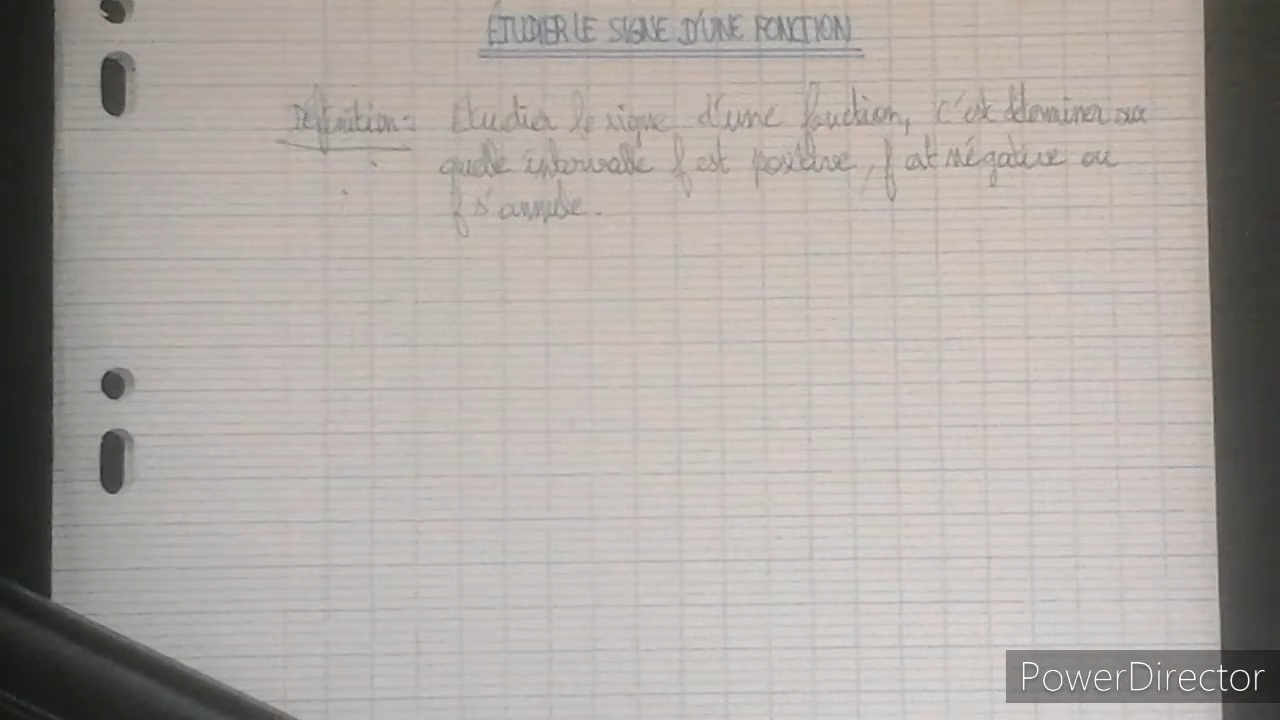 ÉTUDIER LE SIGNE D'UNE FONCTION
Définition : Etudier le signe d'une fonction, c'est déterminer sur
quelle intervalle f est positive, f est négative ou
f s'annule.
PowerDirector